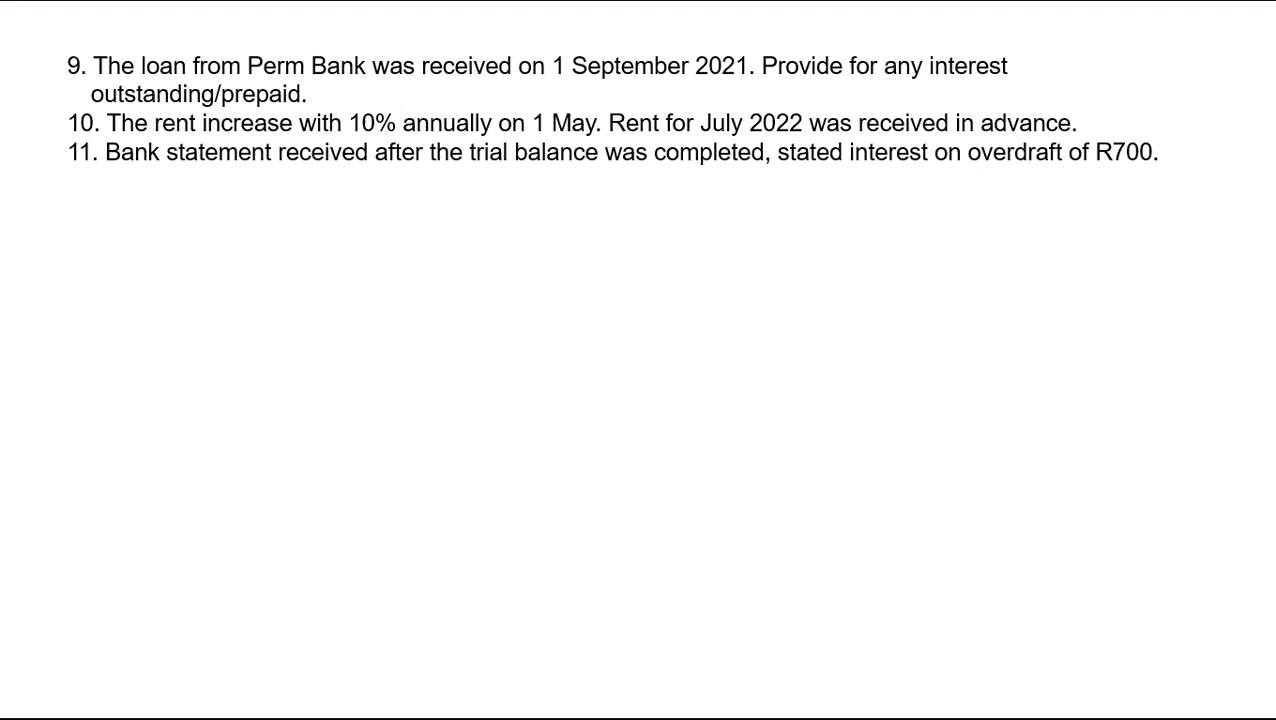 9. The loan from Perm Bank was received on 1 September 2021. Provide for any interest
outstanding/prepaid.
10. The rent increase with 10% annually on 1 May. Rent for July 2022 was received in advance.
11. Bank statement received after the trial balance was completed, stated interest on overdraft of R700.